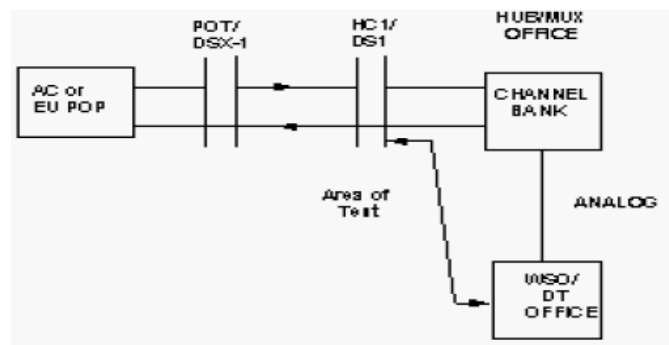 POT/
DSX-1
HC1/
DS1
HUB/MUX
OFFICE
AC or
EU POP
CHANNEL
BANK
Area of
Test
ANALOG
WSO/
DT
OFFICE